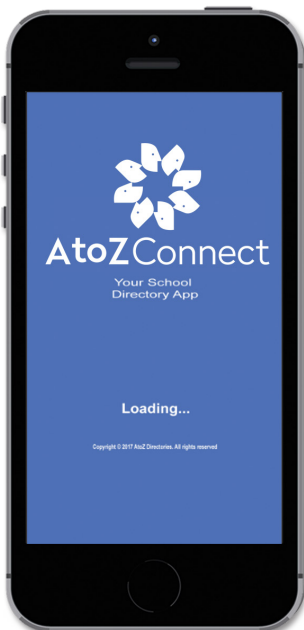 AtoZConnect
Your School
Directory App
Loading...
Copyright © 2017 AtoZ Directories. All rights reserved